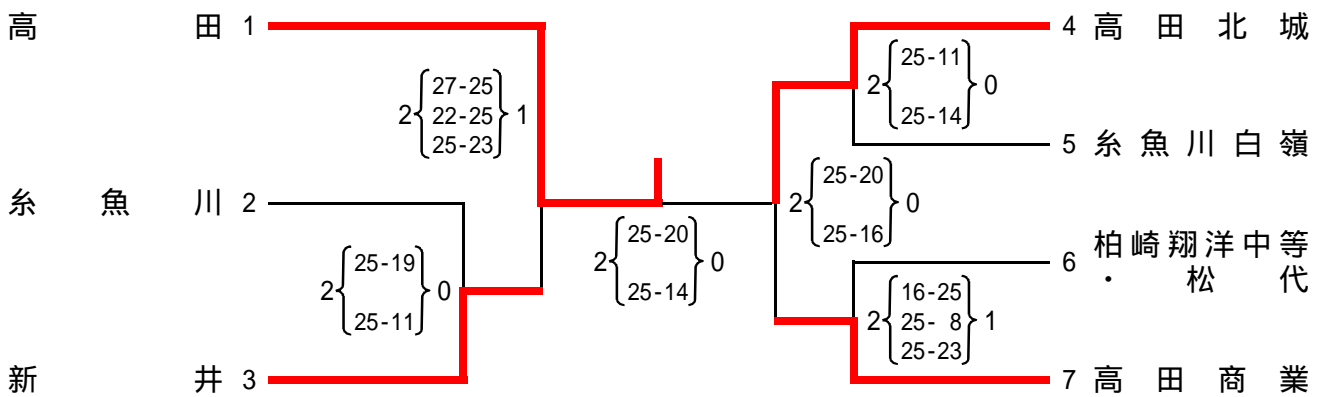 高田 1
27-25
2 22-25 1
25-23
糸魚川 2
25-19
2 0
25-11
新井 3
25-20
2 0
25-14
4 高田北城
25-11
2 0
25-14
5 糸魚川白嶺
25-20
2 0
25-16
6 柏崎翔洋中等
・松代
16-25
2 25- 8 1
25-23
7 高田商業